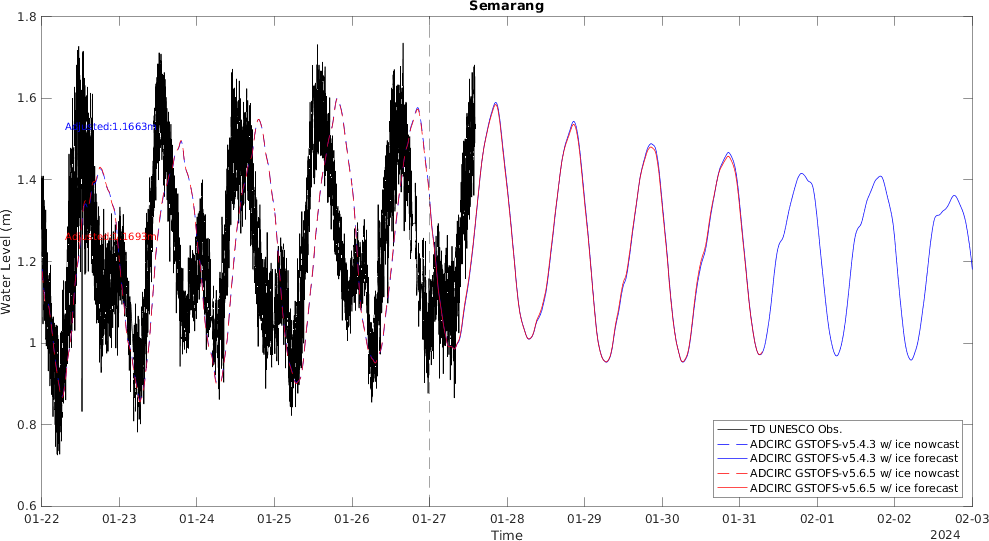 Semarang
1.8
1.6
1.4
1.2
1
0.8
0.6
Water Level (m)
:1.1663m
TD UNESCO Obs.
ADCIRC GSTOFS-v5.4.3 w/ ice nowcast
ADCIRC GSTOFS-v5.4.3 w/ ice forecast
ADCIRC GSTOFS-v5.6.5 w/ ice nowcast
ADCIRC GSTOFS-v5.6.5 w/ ice forecast
01-22 01-23 01-24 01-25 01-26 01-27 01-28 01-29 01-30 01-31 02-01 02-02 02-03
Time
2024